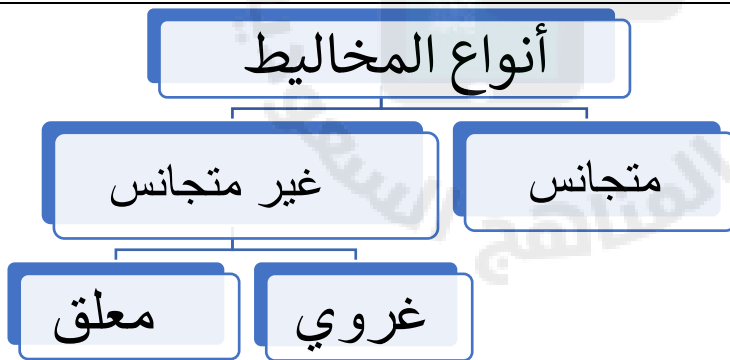 أنواع المخاليط
متجانس
غير متجانس
غروي
معلق